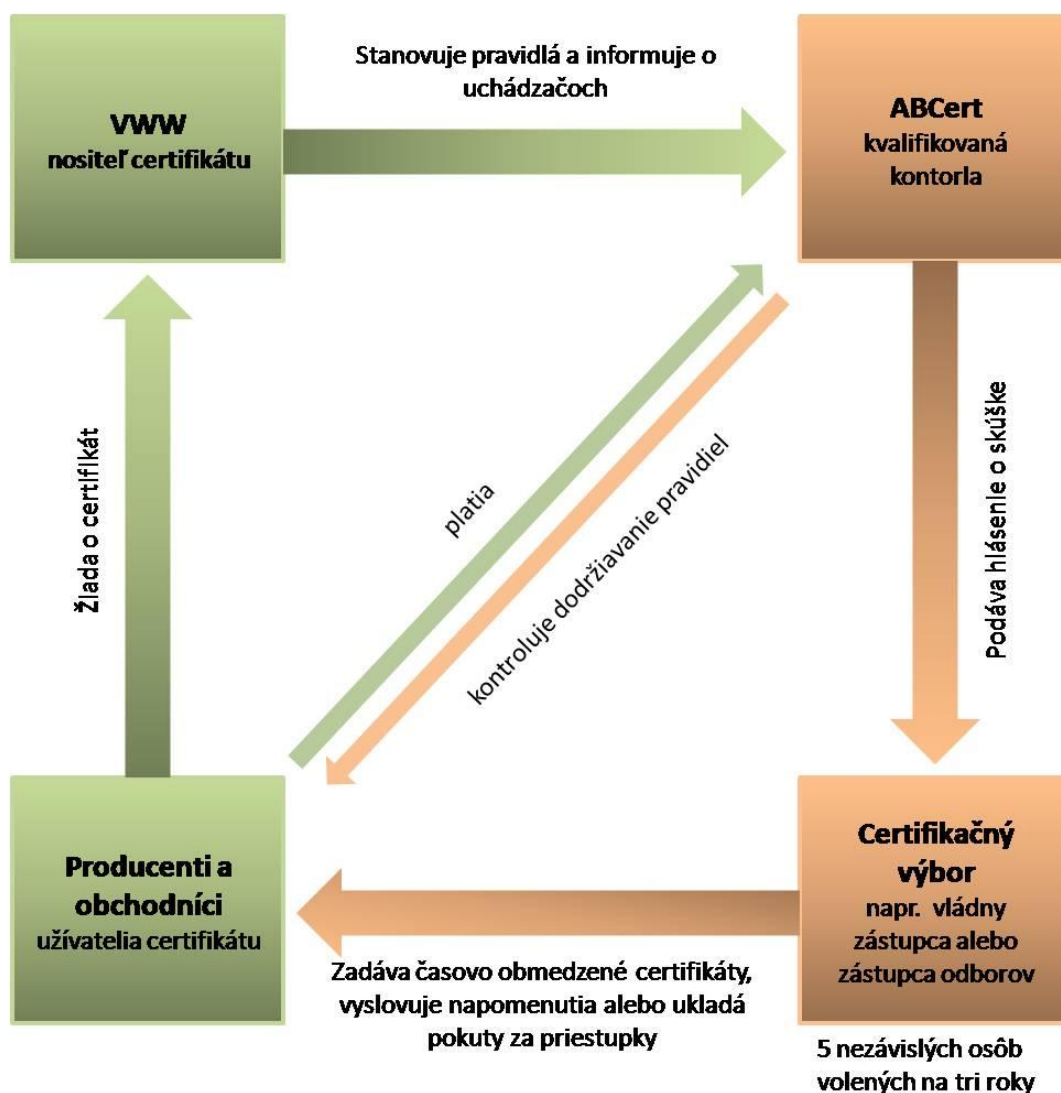 Stanovuje pravidlá a informuje o
uchádzačoch
VWW
nositeľ certifikátu
ABCert
kvalifikovaná
kontorla
Žiada o certifikát
platia
kontroluje dodržiavanie pravidiel
Podáva hlásenie o skúške
Producenti a
obchodníci
užívatelia certifikátu
Certifikačný
výbor
napr. vládny
zástupca alebo
zástupca odborov
Zadáva časovo obmedzené certifikáty,
vyslovuje napomenutia alebo ukladá
pokuty za priestupky
5 nezávislých osôb
volených na tri roky